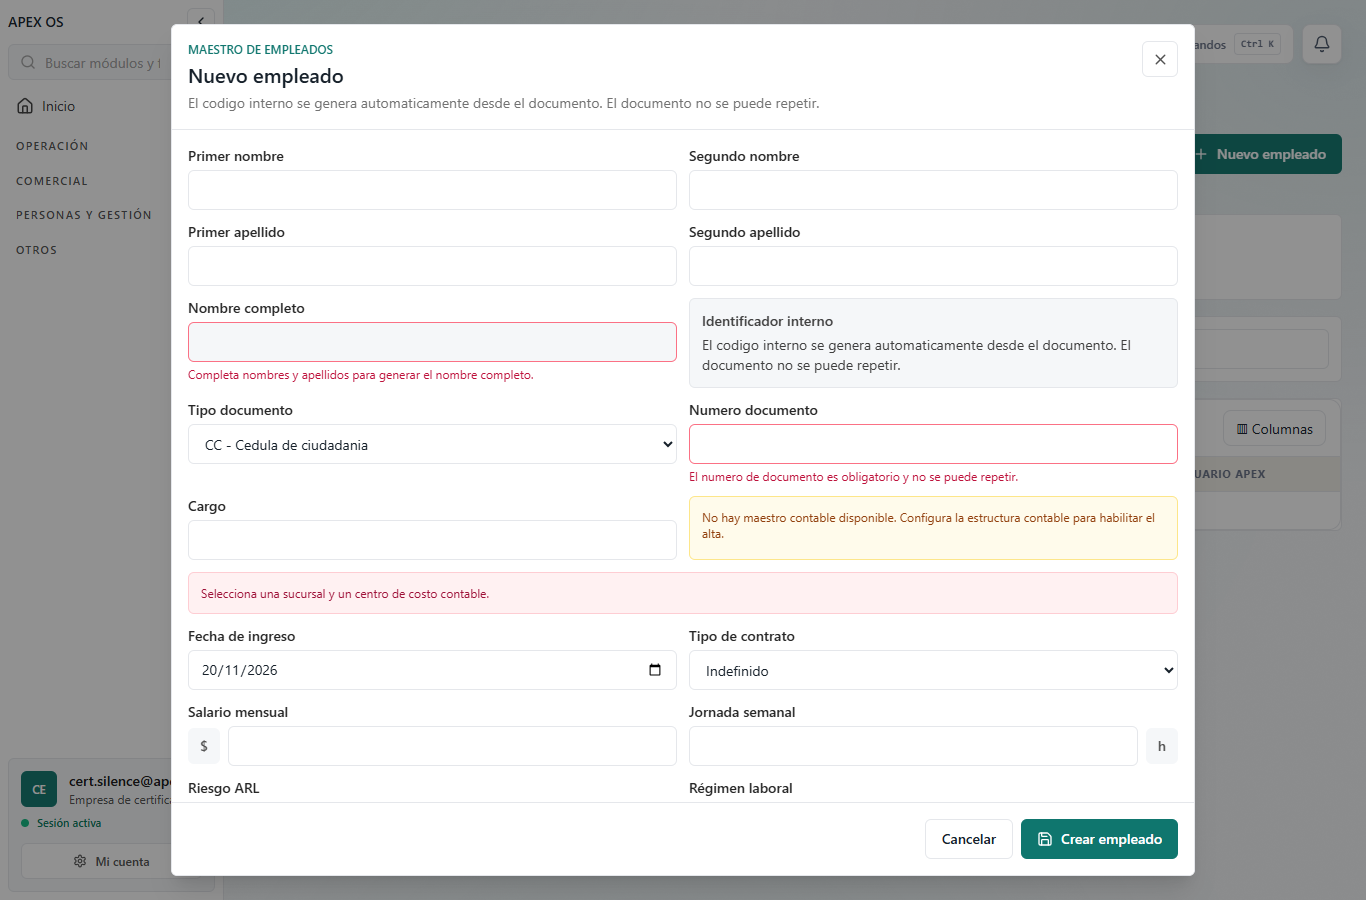 APEX OS
Buscar módulos y f
Inicio
OPERACIÓN
COMERCIAL
PERSONAS Y GESTIÓN
OTROS
CE
cert.silence@ap
Empresa de certific
Sesión activa
Mi cuenta
MAESTRO DE EMPLEADOS
Nuevo empleado
El codigo interno se genera automaticamente desde el documento. El documento no se puede repetir.
Primer nombre
Segundo nombre
Primer apellido
Segundo apellido
Nombre completo
Completa nombres y apellidos para generar el nombre completo.
Identificador interno
El codigo interno se genera automaticamente desde el documento. El
documento no se puede repetir.
Tipo documento
CC - Cedula de ciudadania
Numero documento
El numero de documento es obligatorio y no se puede repetir.
Cargo
No hay maestro contable disponible. Configura la estructura contable para habilitar el
alta.
Selecciona una sucursal y un centro de costo contable.
Fecha de ingreso
20/11/2026
Tipo de contrato
Indefinido
Salario mensual
$
Jornada semanal
h
Riesgo ARL
Régimen laboral
Cancelar
Crear empleado
andos
Ctrl K
+ Nuevo empleado
Columnas
UARIO APEX